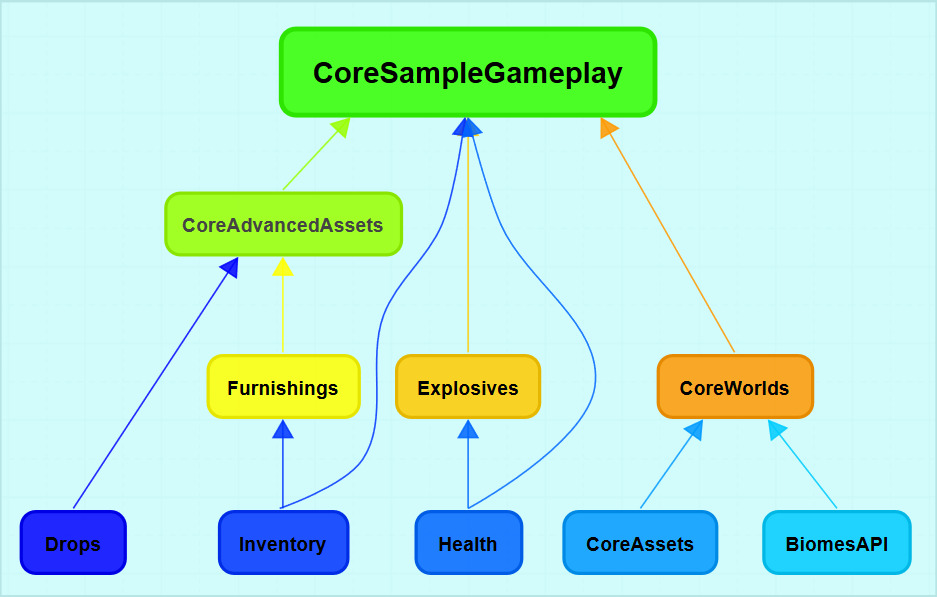 CoreSampleGameplay
CoreAdvancedAssets
Furnishings
Explosives
CoreWorlds
Drops
Inventory
Health
CoreAssets
BiomesAPI